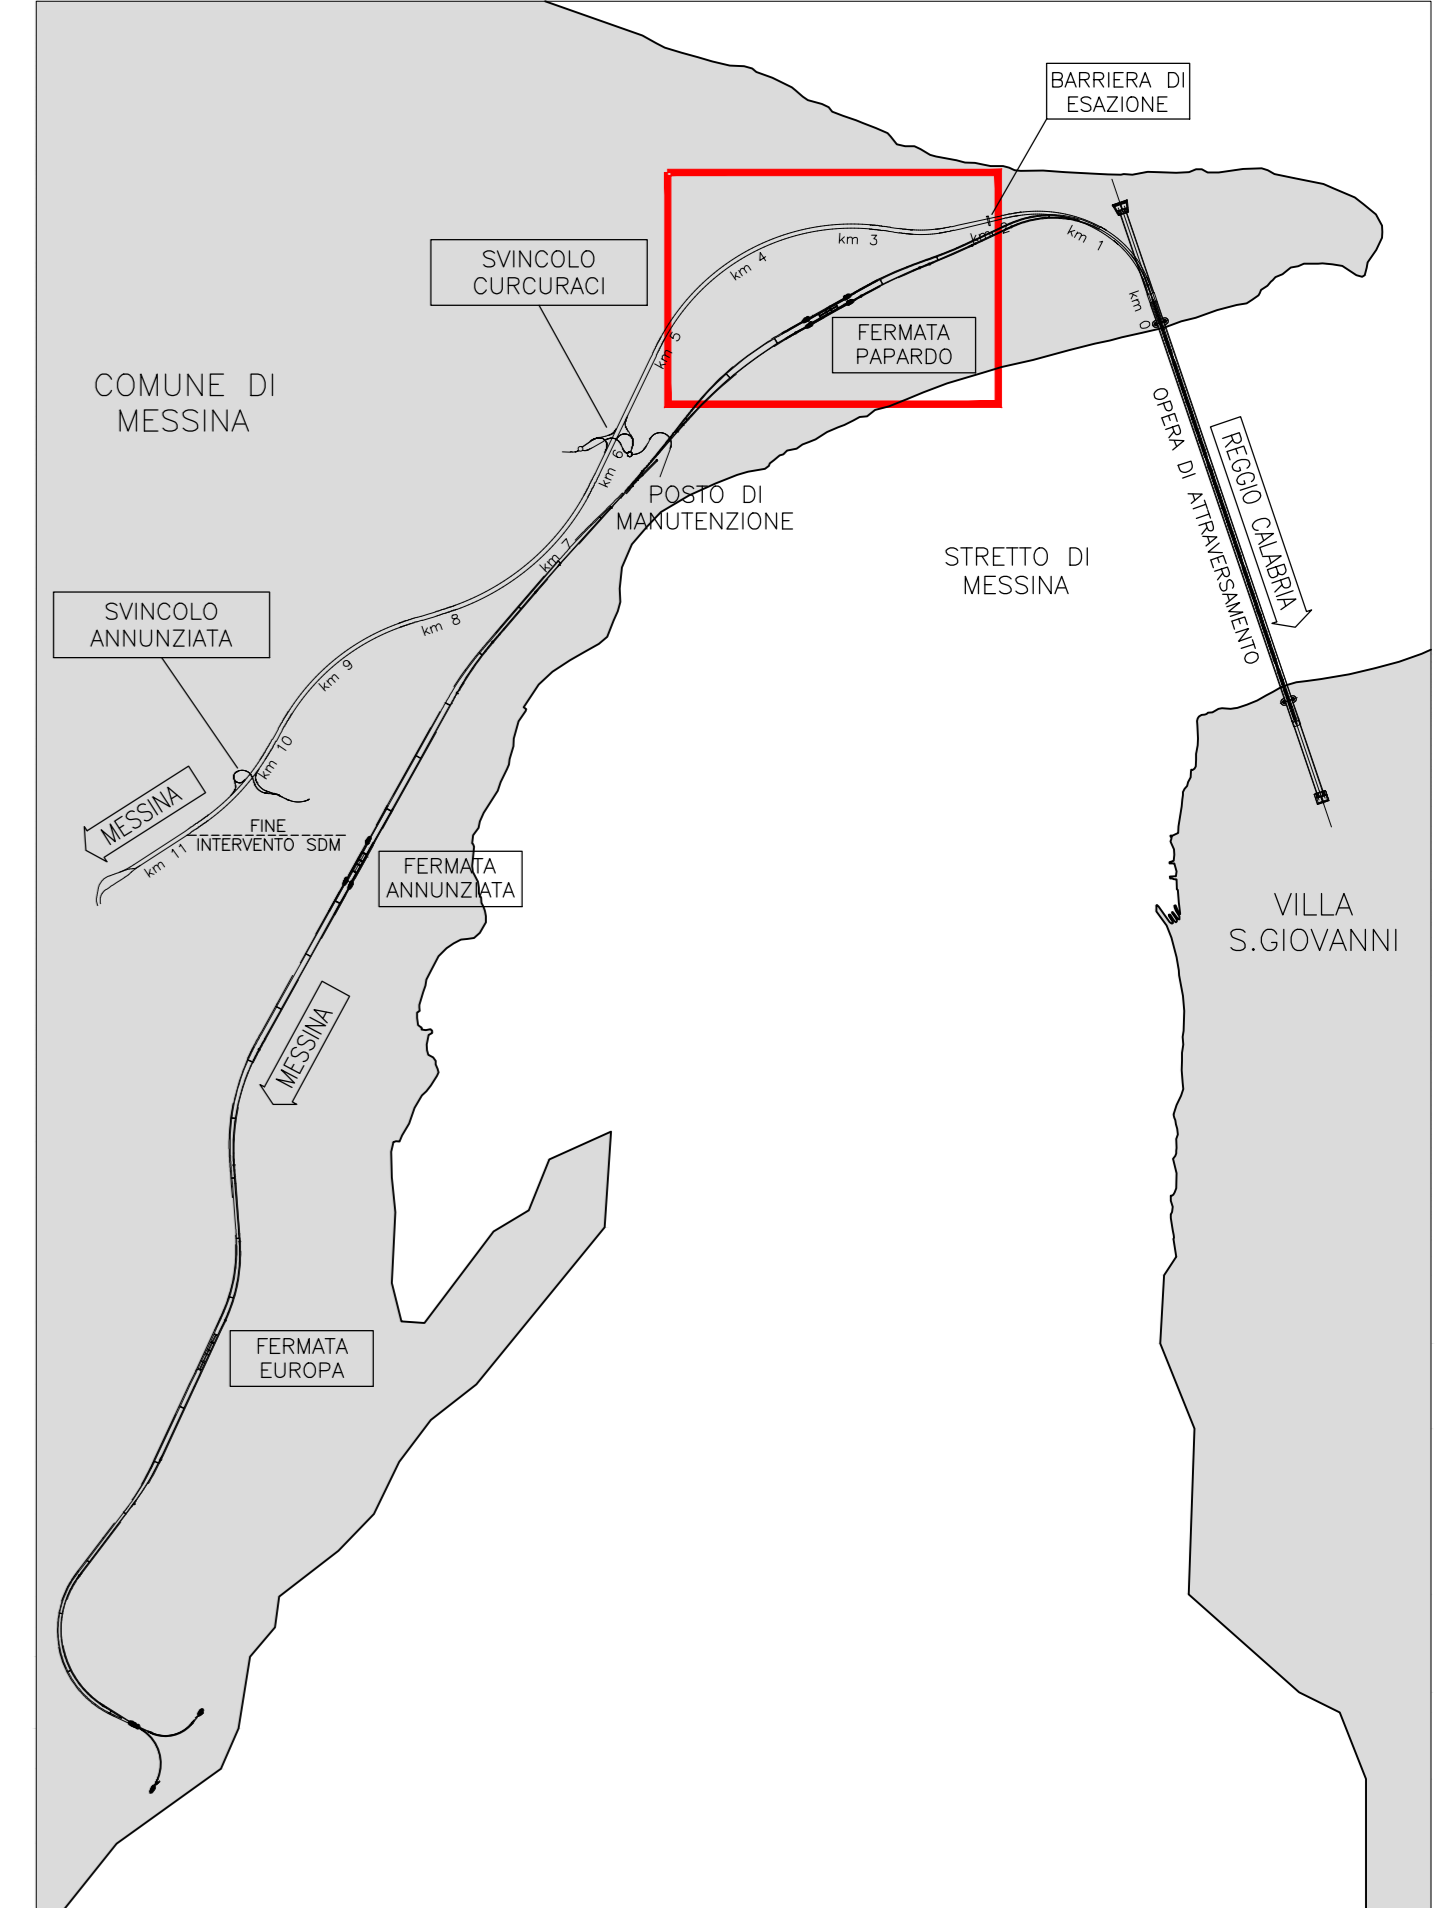 BARRIERA DI
ESAZIONE
SVINCOLO
CURCURACI
km 4
km 3
km 2
km 1
km 0
km 5
FERMATA
PAPARDO
COMUNE DI
MESSINA
km 6
POSTO DI
MANUTENZIONE
OPERA DI ATTRAVERSAMENTO
REGGIO CALABRIA
STRETTO DI
MESSINA
km 7
SVINCOLO
ANNUNZIATA
km 8
km 9
km 10
MESSINA
FINE
INTERVENTO SDM
km 11
FERMATA
ANNUNZIATA
VILLA
S.GIOVANNI
MESSINA
FERMATA
EUROPA